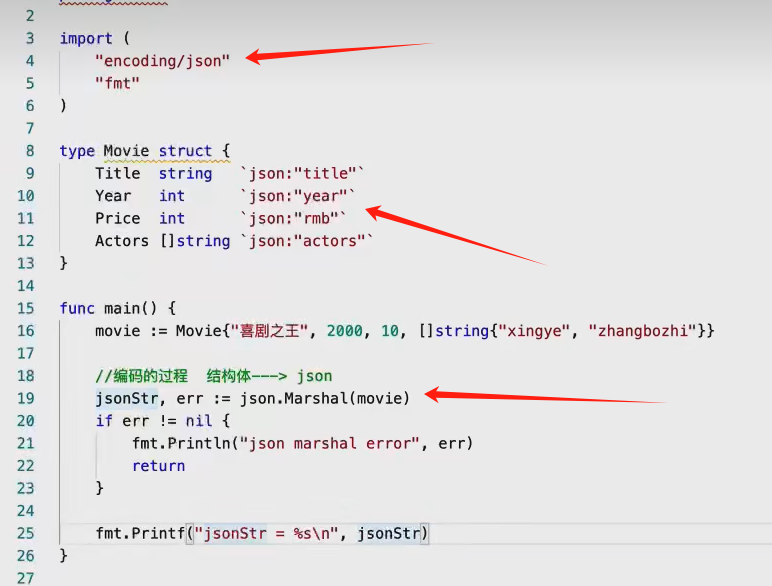 2
3 import (
4 "encoding/json"
5 "fmt"
6 )
7
8 type Movie struct {
9 Title string `json:"title"`
10 Year int `json:"year"`
11 Price int `json:"rmb"`
12 Actors []string `json:"actors"`
13 }
14
15 func main() {
16 movie := Movie{"喜剧之王", 2000, 10, []string{"xingye", "zhangbozhi"}}
17
18 //编码的过程 结构体---> json
19 jsonStr, err := json.Marshal(movie)
20 if err != nil {
21 fmt.Println("json marshal error", err)
22 return
23 }
24
25 fmt.Printf("jsonStr = %s\n", jsonStr)
26 }
27